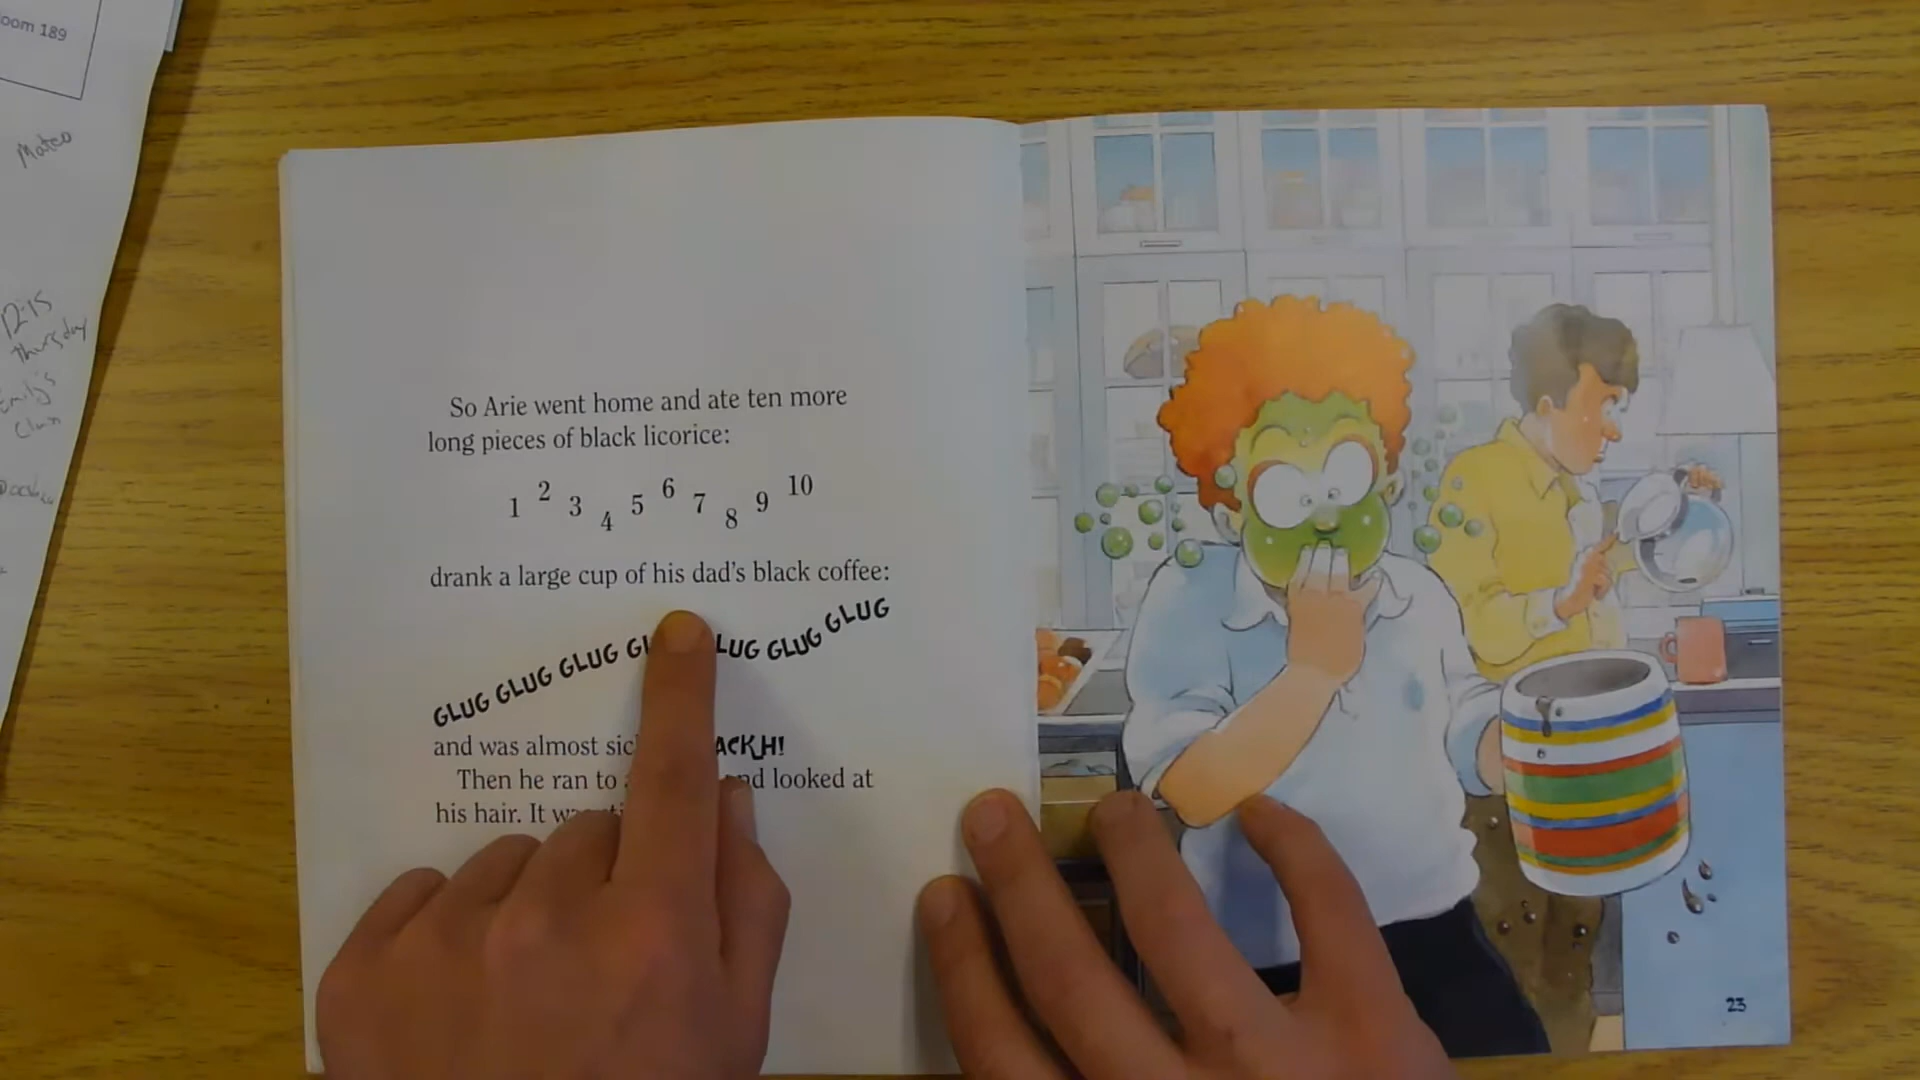 oom 189
Mateo
12:15
Thursday
Emily's
Class
So Arie went home and ate ten more
long pieces of black licorice:
1 2 3 4 5 6 7 8 9 10
drank a large cup of his dad's black coffee:
GLUG GLUG GLUG GL LUG GLUG GLUG
and was almost sic ACKH!
Then he ran to and looked at
his hair. It
23